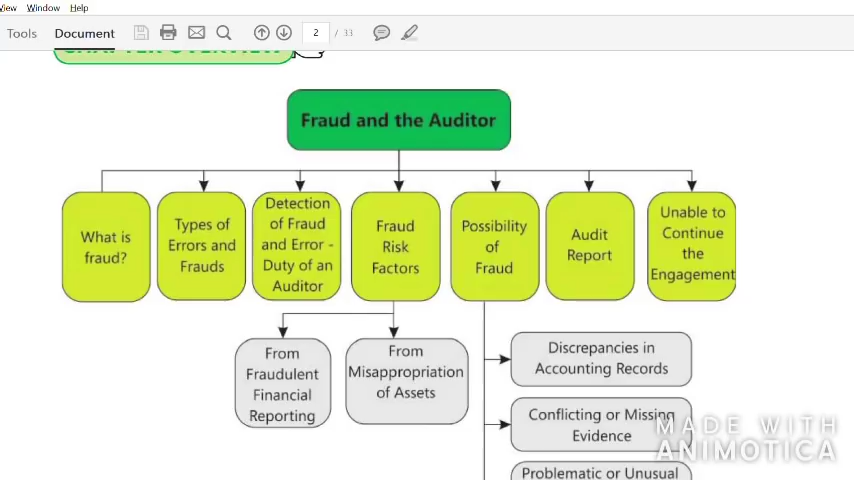 View Window Help
Tools Document 2 / 33
CHAPTER OVERVIEW
Fraud and the Auditor
What is
fraud?
Types of
Errors and
Frauds
Detection
of Fraud
and Error -
Duty of an
Auditor
Fraud
Risk
Factors
Possibility
of
Fraud
Audit
Report
Unable to
Continue
the
Engagement
From
Fraudulent
Financial
Reporting
From
Misappropriation
of Assets
Discrepancies in
Accounting Records
Conflicting or Missing
Evidence
Problematic or Unusual
MADE WITH
ANIMOTICA